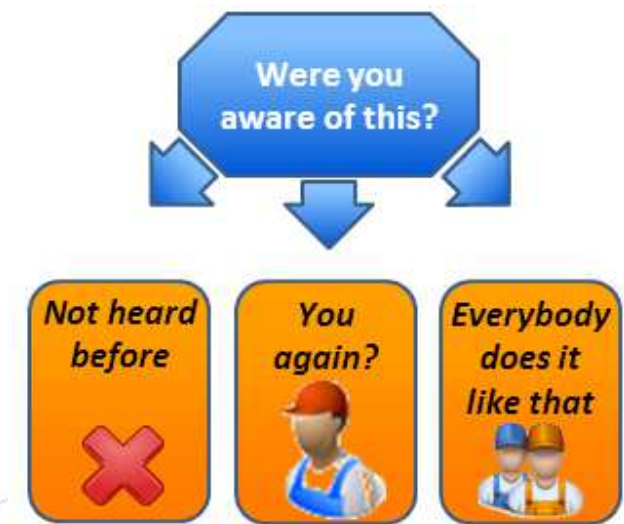 Were you
aware of this?
Not heard
before
You
again?
Everybody
does it
like that